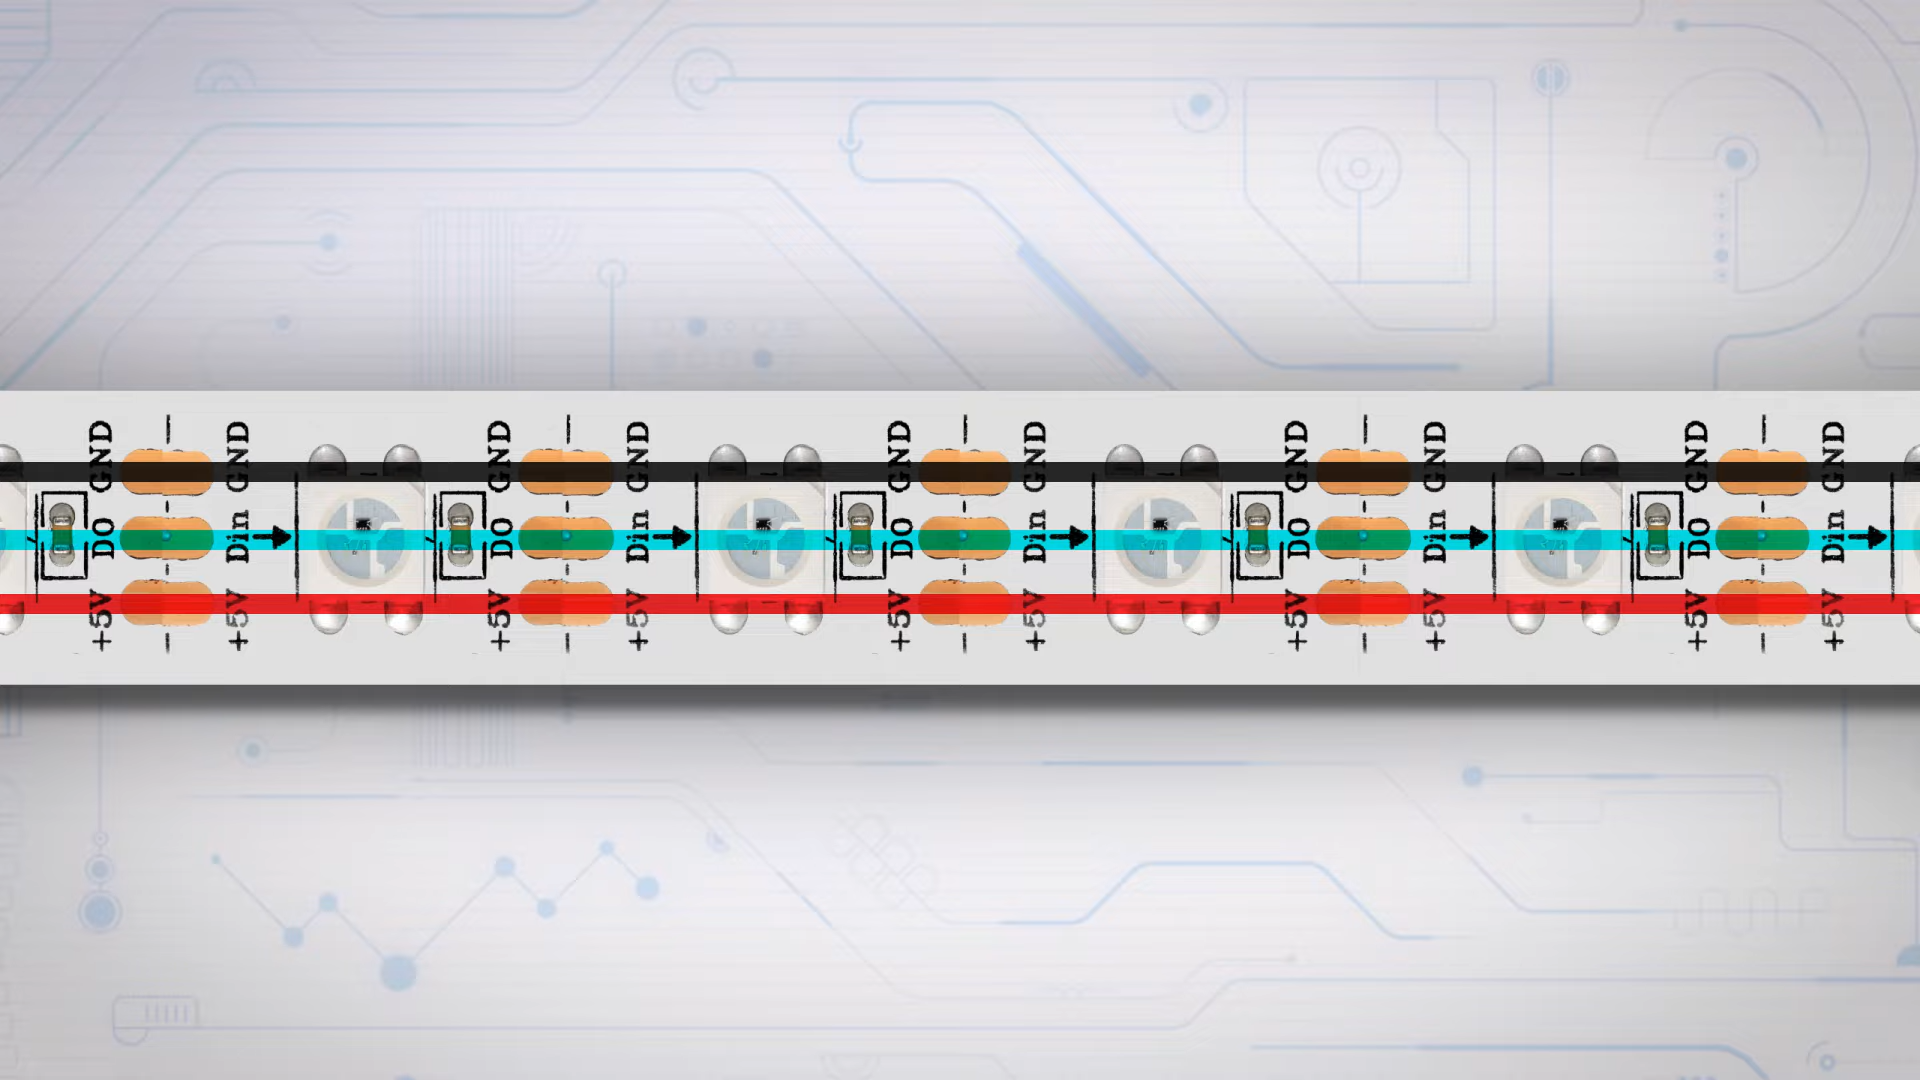 GND GND GND GND GND GND GND GND GND GND
DO Din DO Din DO Din DO Din DO Din
+5V +5V +5V +5V +5V +5V +5V +5V +5V +5V